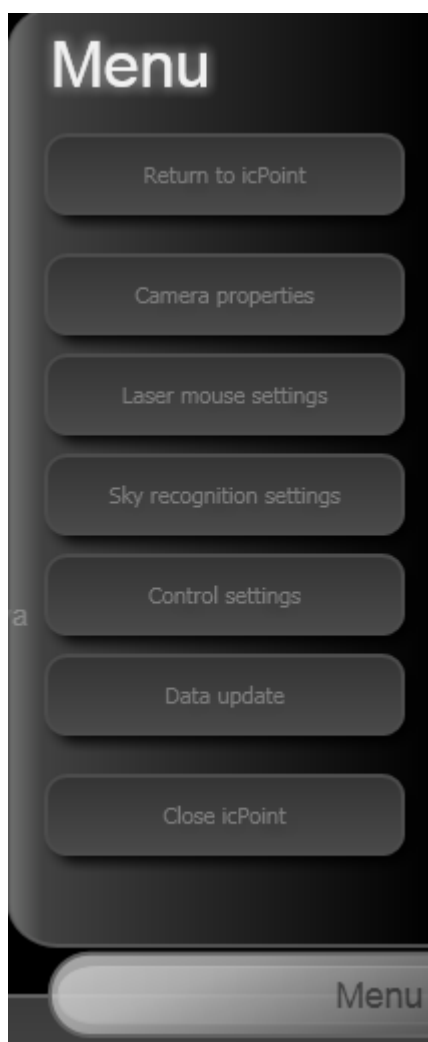 Menu
Return to icPoint
Camera properties
Laser mouse settings
Sky recognition settings
Control settings
a
Data update
Close icPoint
Menu